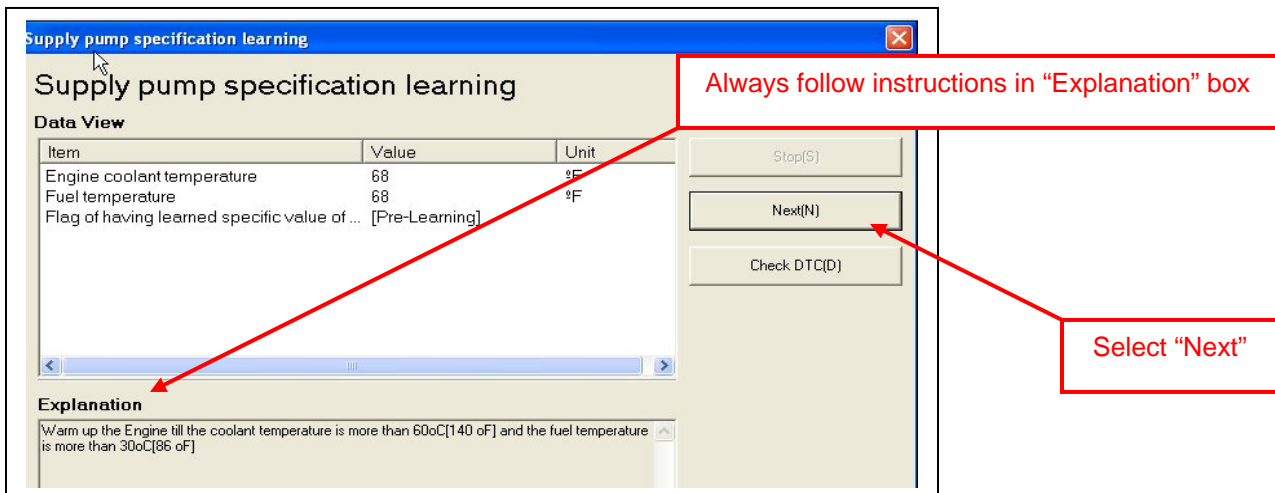 Supply pump specification learning
Supply pump specification learning
Always follow instructions in “Explanation” box
Data View
Item Value Unit
Engine coolant temperature 68 ºF
Fuel temperature 68 ºF
Flag of having learned specific value of ... [Pre-Learning]
Stop(S)
Next(N)
Check DTC(D)
Select “Next”
Explanation
Warm up the Engine till the coolant temperature is more than 60oC[140 oF] and the fuel temperature
is more than 30oC[86 oF]